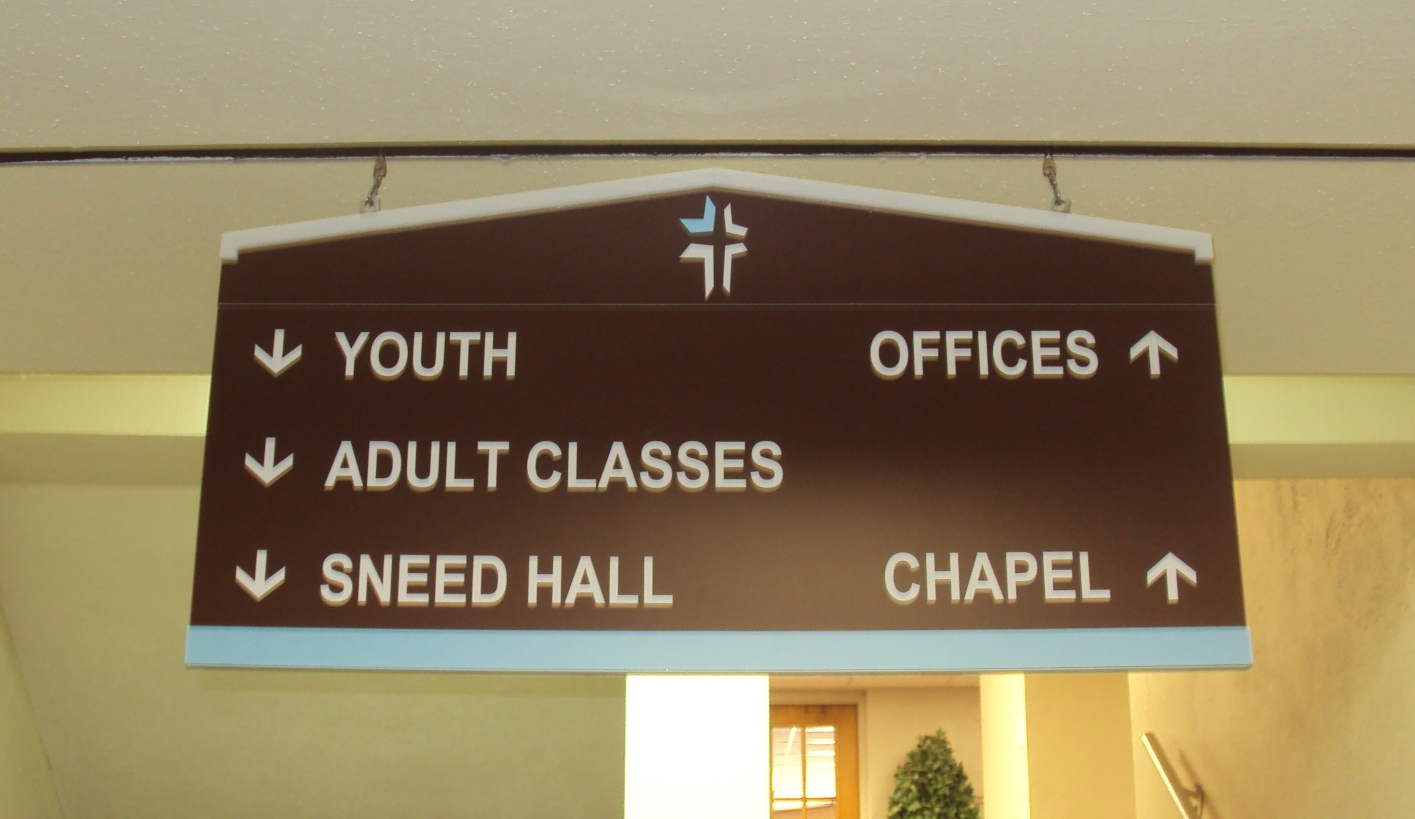 ↓ YOUTH OFFICES ↑
↓ ADULT CLASSES
↓ SNEED HALL CHAPEL ↑